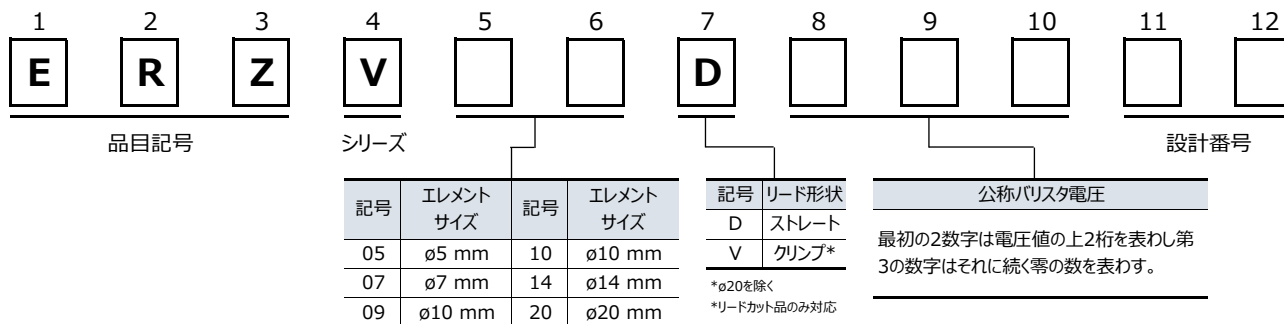 1 2 3 4 5 6 7 8 9 10 11 12
E R Z V D
品目記号 シリーズ 設計番号
記号 エレメント サイズ 記号 エレメント サイズ
05 ø5 mm 10 ø10 mm
07 ø7 mm 14 ø14 mm
09 ø10 mm 20 ø20 mm
記号 リード形状
D ストレート
V クリンプ*
*ø20を除く
*リードカット品のみ対応
公称バリスタ電圧
最初の2数字は電圧値の上2桁を表わし第
3の数字はそれに続く零の数を表わす。